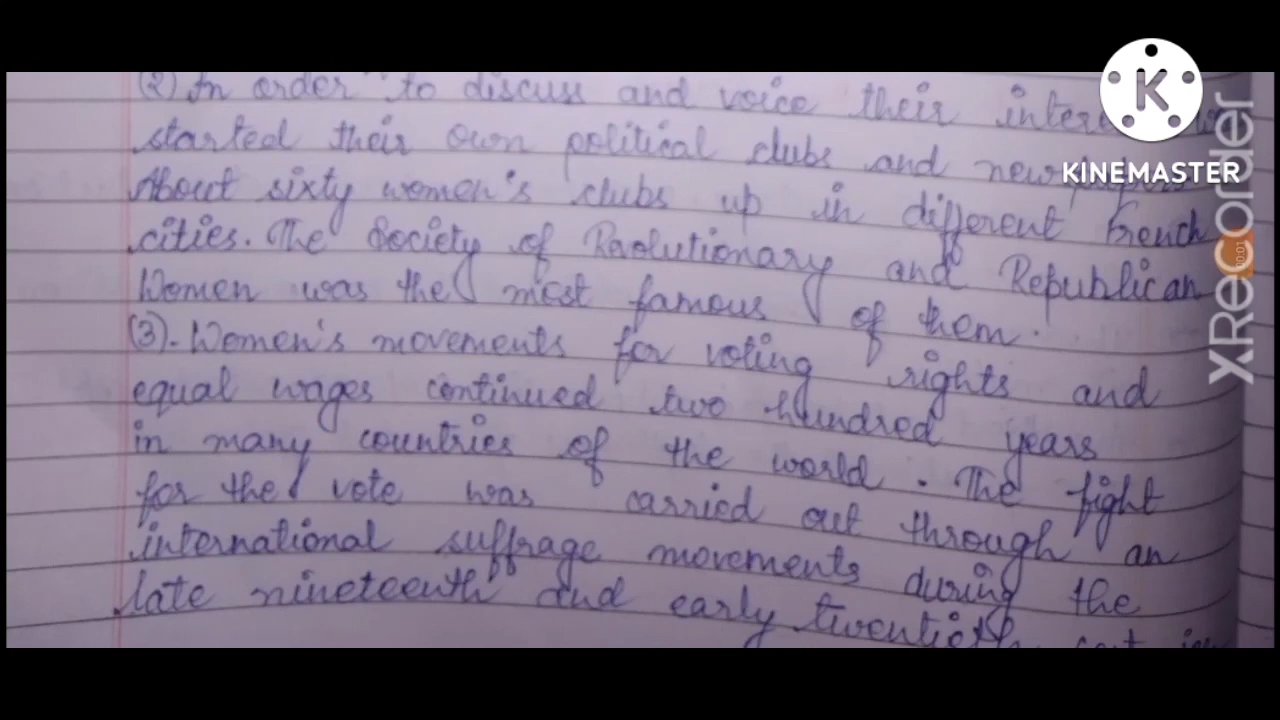 (2) In order to discuss and voice their
started their own political clubs and
About sixty women's clubs up in different French
cities. The Society of Revolutionary and Republican
Women was the most famous of them.
(3). Women's movements for voting rights and
equal wages continued two hundred years
in many countries of the world. The fight
for the vote was carried out through an
international suffrage movements during the
late nineteenth and early twentieth
K
KINEMASTER
XRecorder
00:01